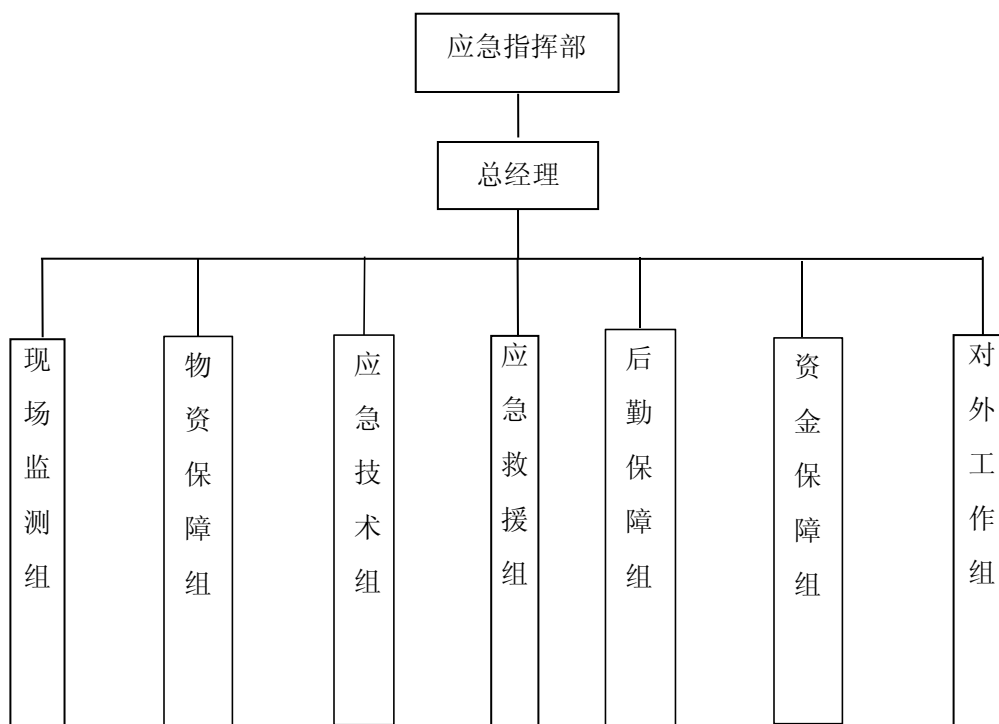 应急指挥部
总经理
现场监测组
物资保障组
应急技术组
应急救援组
后勤保障组
资金保障组
对外工作组